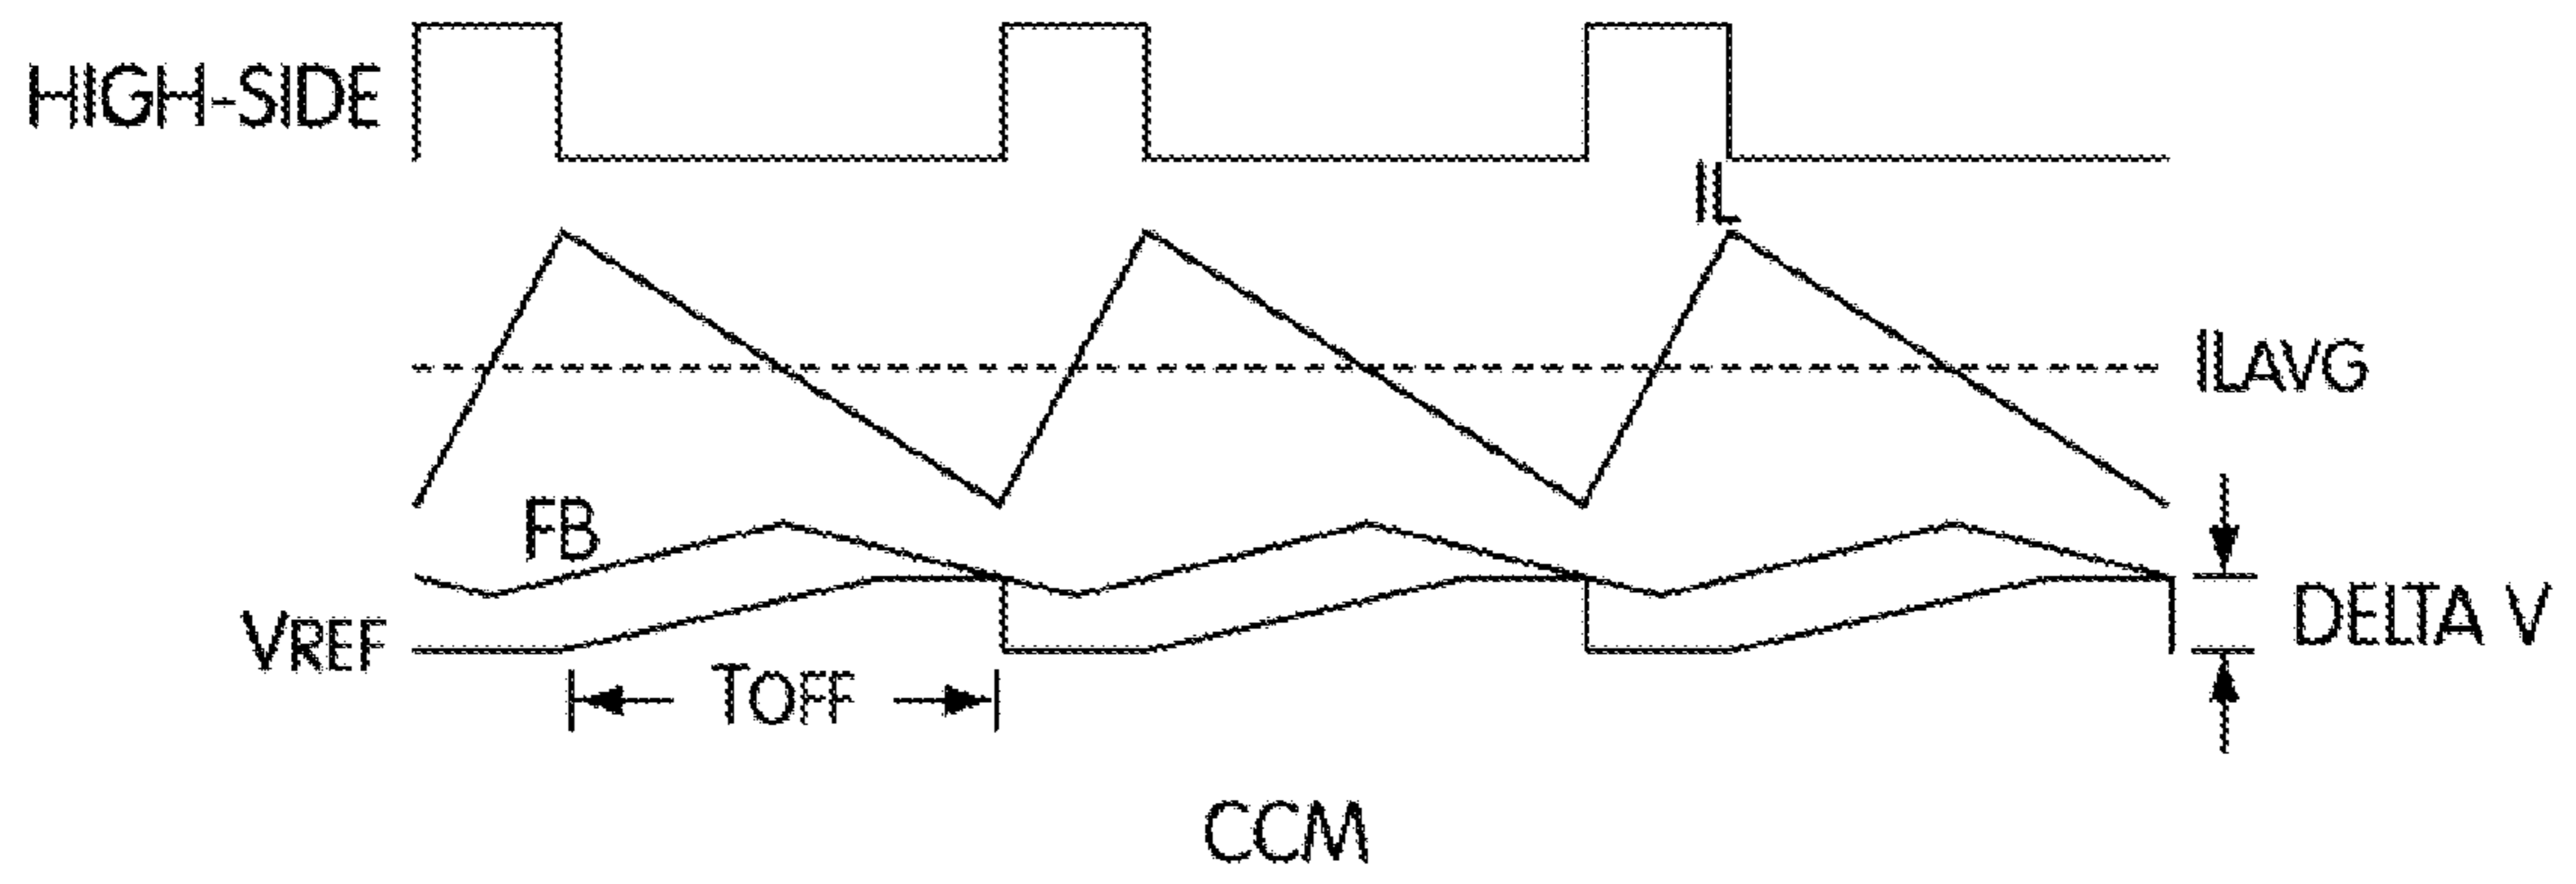 HIGH-SIDE
IL
ILAVG
FB
VREF
DELTA V
TOFF
CCM